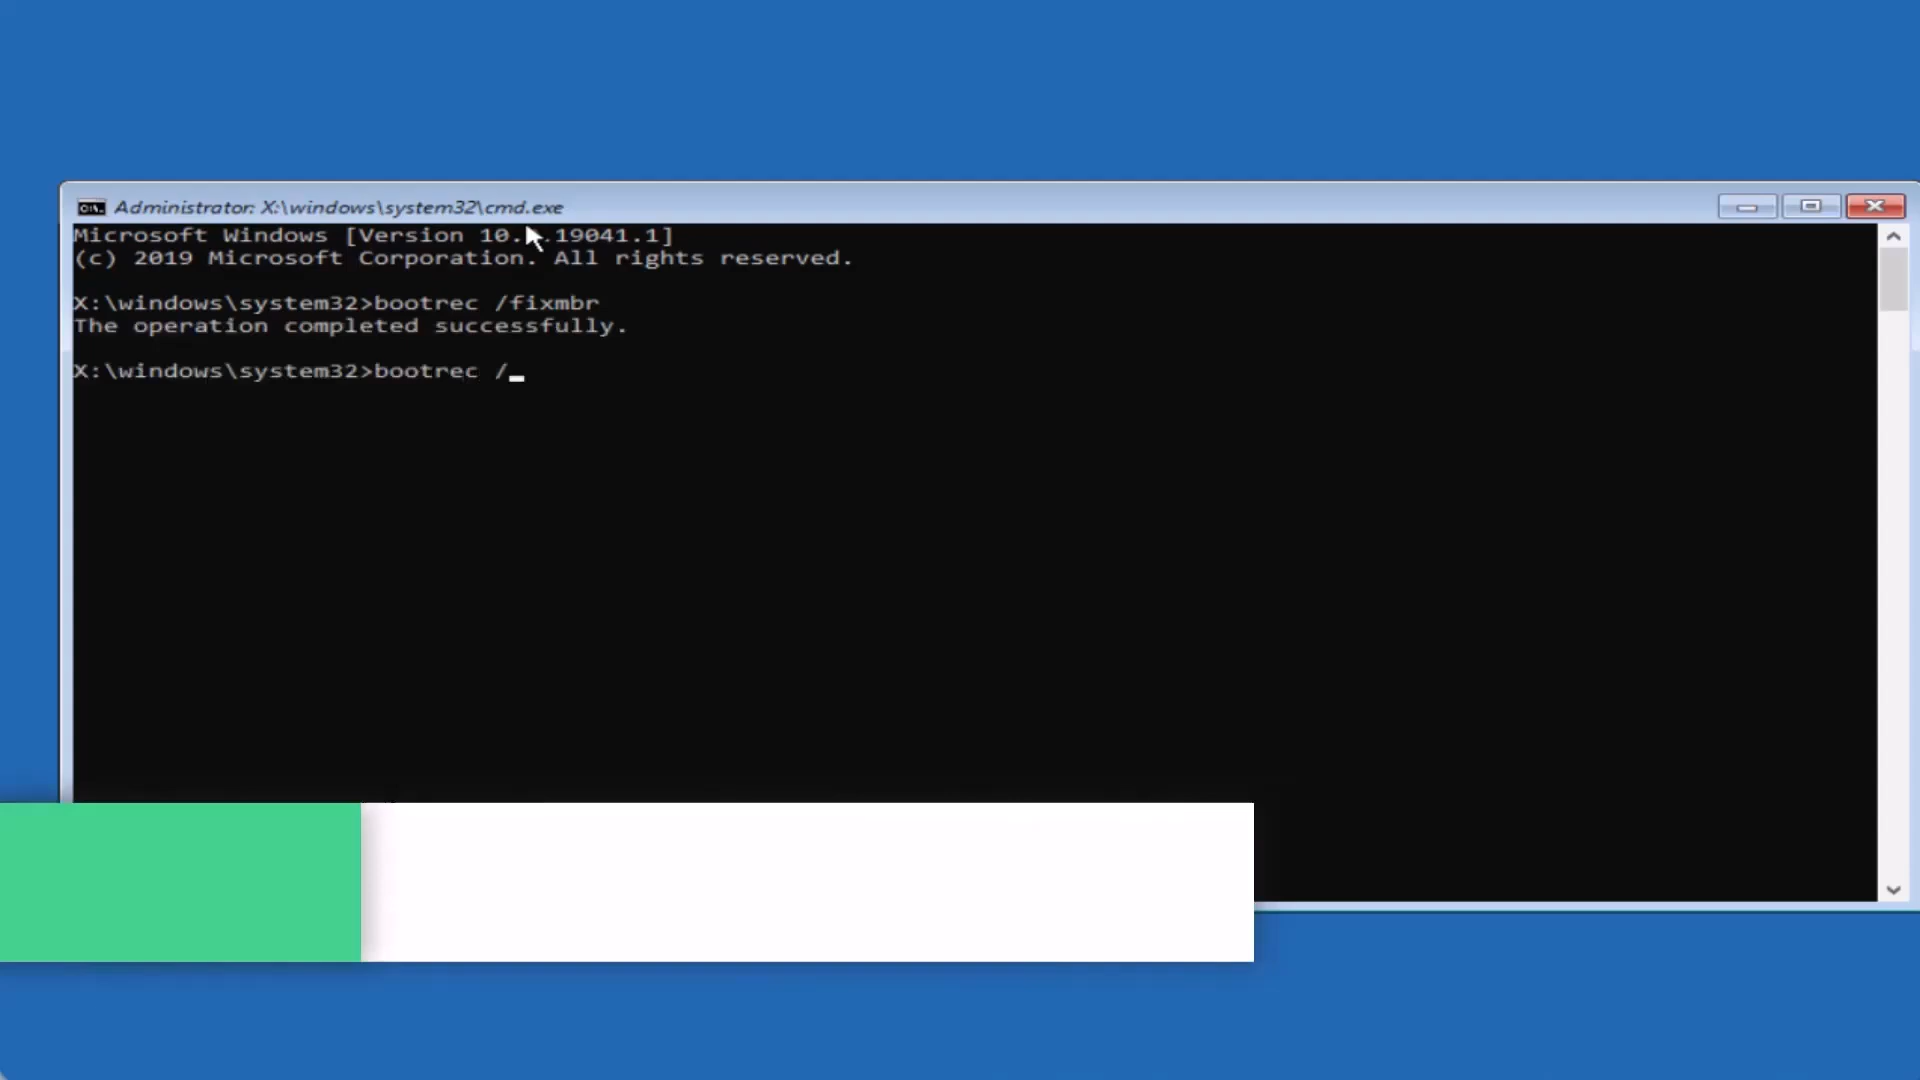 Administrator: X:\windows\system32\cmd.exe
Microsoft Windows [Version 10. .19041.1]
(c) 2019 Microsoft Corporation. All rights reserved.
X:\windows\system32>bootrec /fixmbr
The operation completed successfully.
X:\windows\system32>bootrec /_